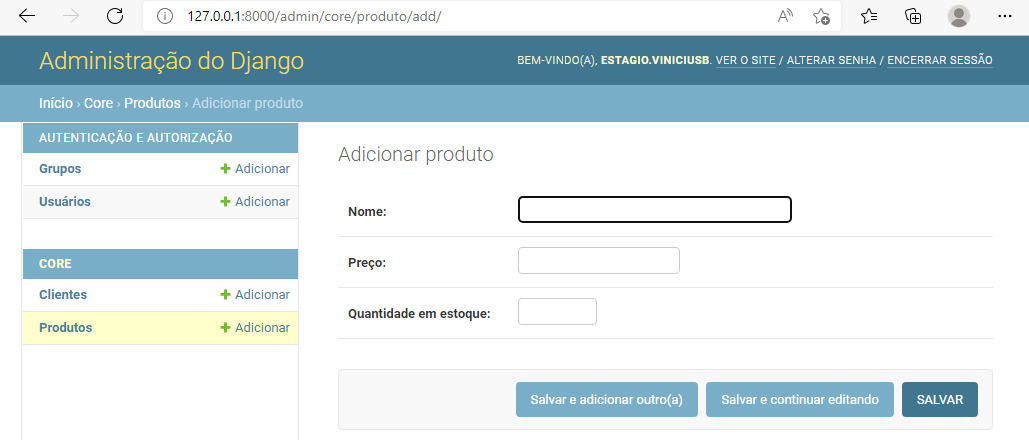 127.0.0.1:8000/admin/core/produto/add/
Administração do Django
BEM-VINDO(A), ESTAGIO.VINICIUSB. VER O SITE / ALTERAR SENHA / ENCERRAR SESSÃO
Início › Core › Produtos › Adicionar produto
AUTENTICAÇÃO E AUTORIZAÇÃO
Grupos + Adicionar
Usuários + Adicionar
CORE
Clientes + Adicionar
Produtos + Adicionar
Adicionar produto
Nome:
Preço:
Quantidade em estoque:
Salvar e adicionar outro(a) Salvar e continuar editando SALVAR